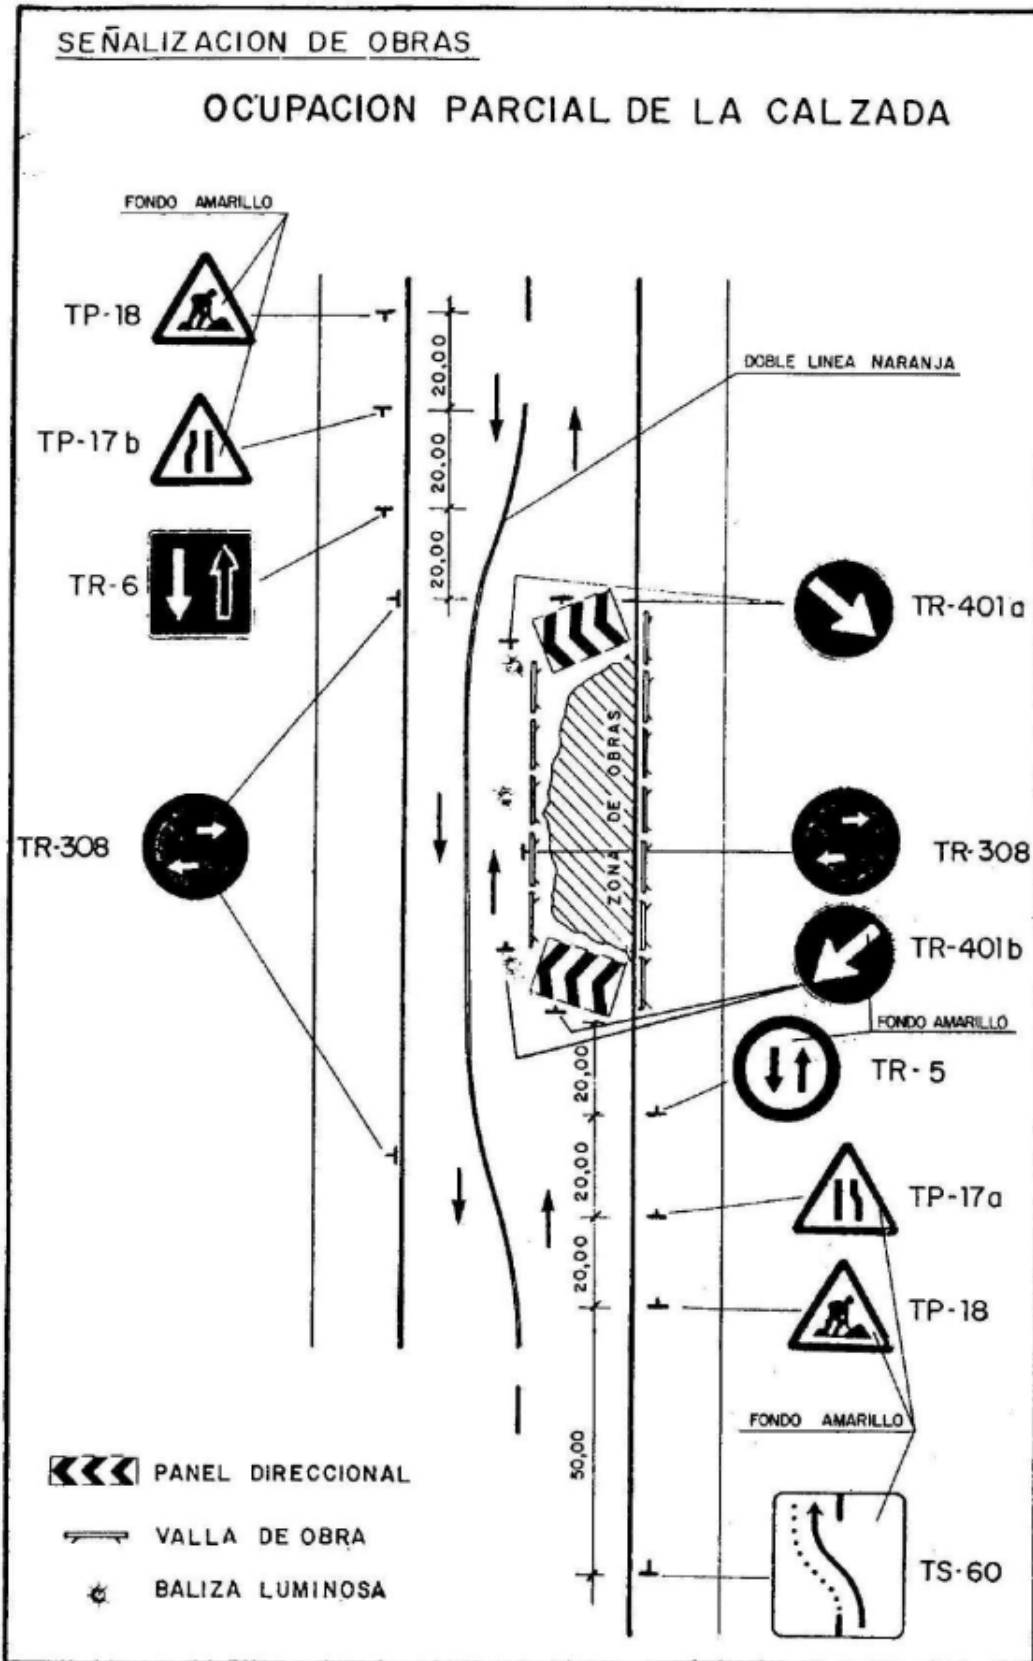 SEÑALIZACION DE OBRAS
OCUPACION PARCIAL DE LA CALZADA
FONDO AMARILLO
TP-18
20,00
DOBLE LINEA NARANJA
TP-17b
20,00
TR-6
20,00
TR-401a
ZONA DE OBRAS
TR-308
TR-308
TR-401b
FONDO AMARILLO
TR-5
20,00
20,00
TP-17a
20,00
TP-18
FONDO AMARILLO
50,00
PANEL DIRECCIONAL
VALLA DE OBRA
TS-60
BALIZA LUMINOSA